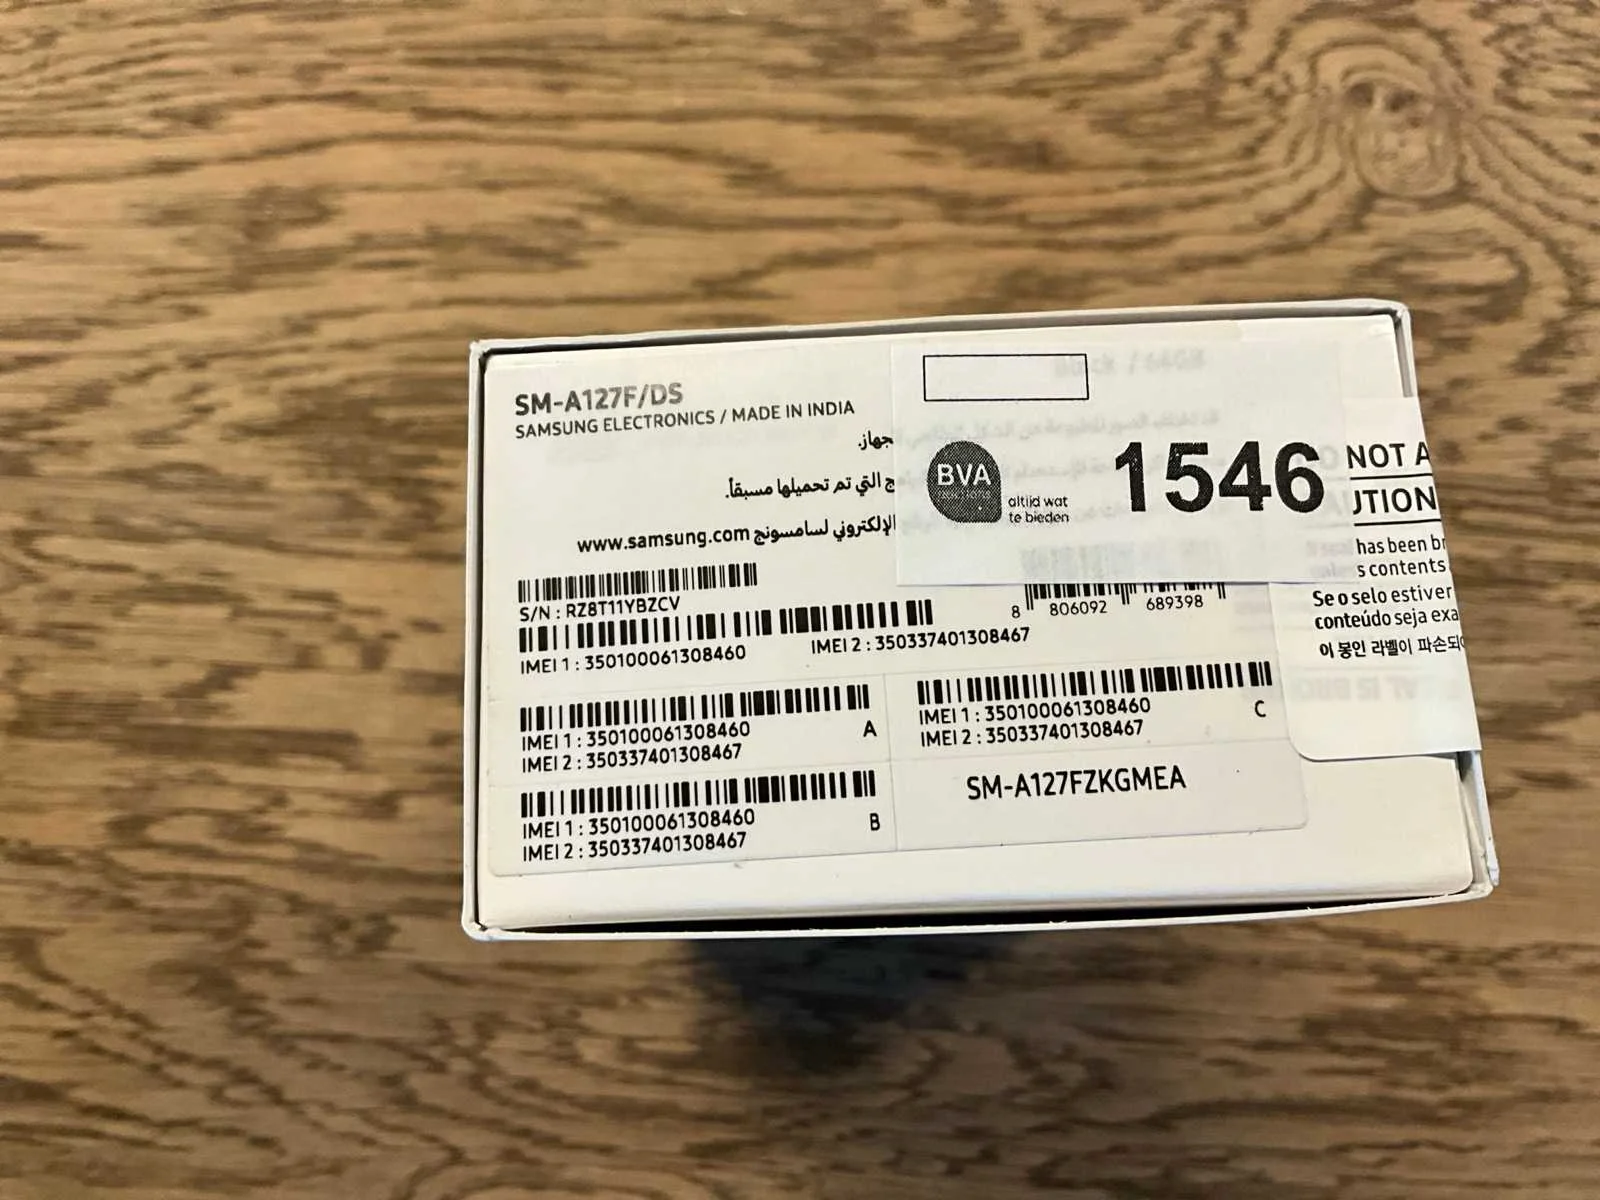 SM-A127F/DS
SAMSUNG ELECTRONICS / MADE IN INDIA
التي تم تحميلها مسبقاً.
الإلكتروني لسامسونج www.samsung.com
S/N : RZ8T11YBZCV
IMEI 1 : 350100061308460
IMEI 2 : 350337401308467
8 806092 689398
IMEI 1 : 350100061308460
IMEI 2 : 350337401308467
A
IMEI 1 : 350100061308460
IMEI 2 : 350337401308467
B
IMEI 1 : 350100061308460
IMEI 2 : 350337401308467
C
SM-A127FZKGMEA
Black / 64GB
BVA
altijd wat
te bieden
1546
NOT A
UTION
has been br
s contents
Se o selo estiver
conteúdo seja exa
이 봉인 라벨이 파손되